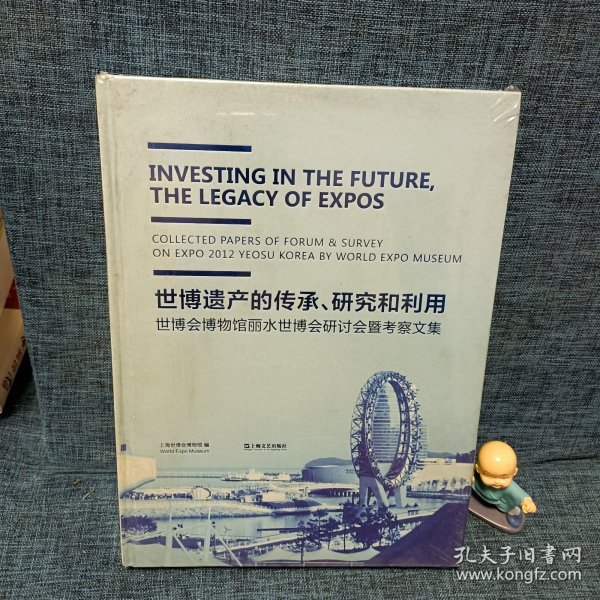 INVESTING IN THE FUTURE,
THE LEGACY OF EXPOS
COLLECTED PAPERS OF FORUM & SURVEY
ON EXPO 2012 YEOSU KOREA BY WORLD EXPO MUSEUM
世博遗产的传承、研究和利用
世博会博物馆丽水世博会研讨会暨考察文集
上海世博会博物馆 编
World Expo Museum
上海文艺出版社
孔夫子旧书网
www.kongfz.com